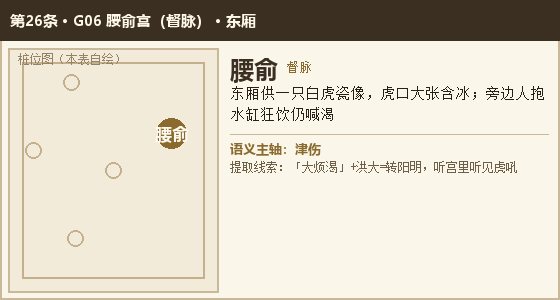 第26条・G06 腰俞宫（督脉）・东厢
桩位图（本表自绘）
腰俞
腰俞 督脉
东厢供一只白虎瓷像，虎口大张含冰；旁边人抱
水缸狂饮仍喊渴
语义主轴：津伤
提取线索：「大烦渴」+洪大=转阳明，听宫里听见虎吼